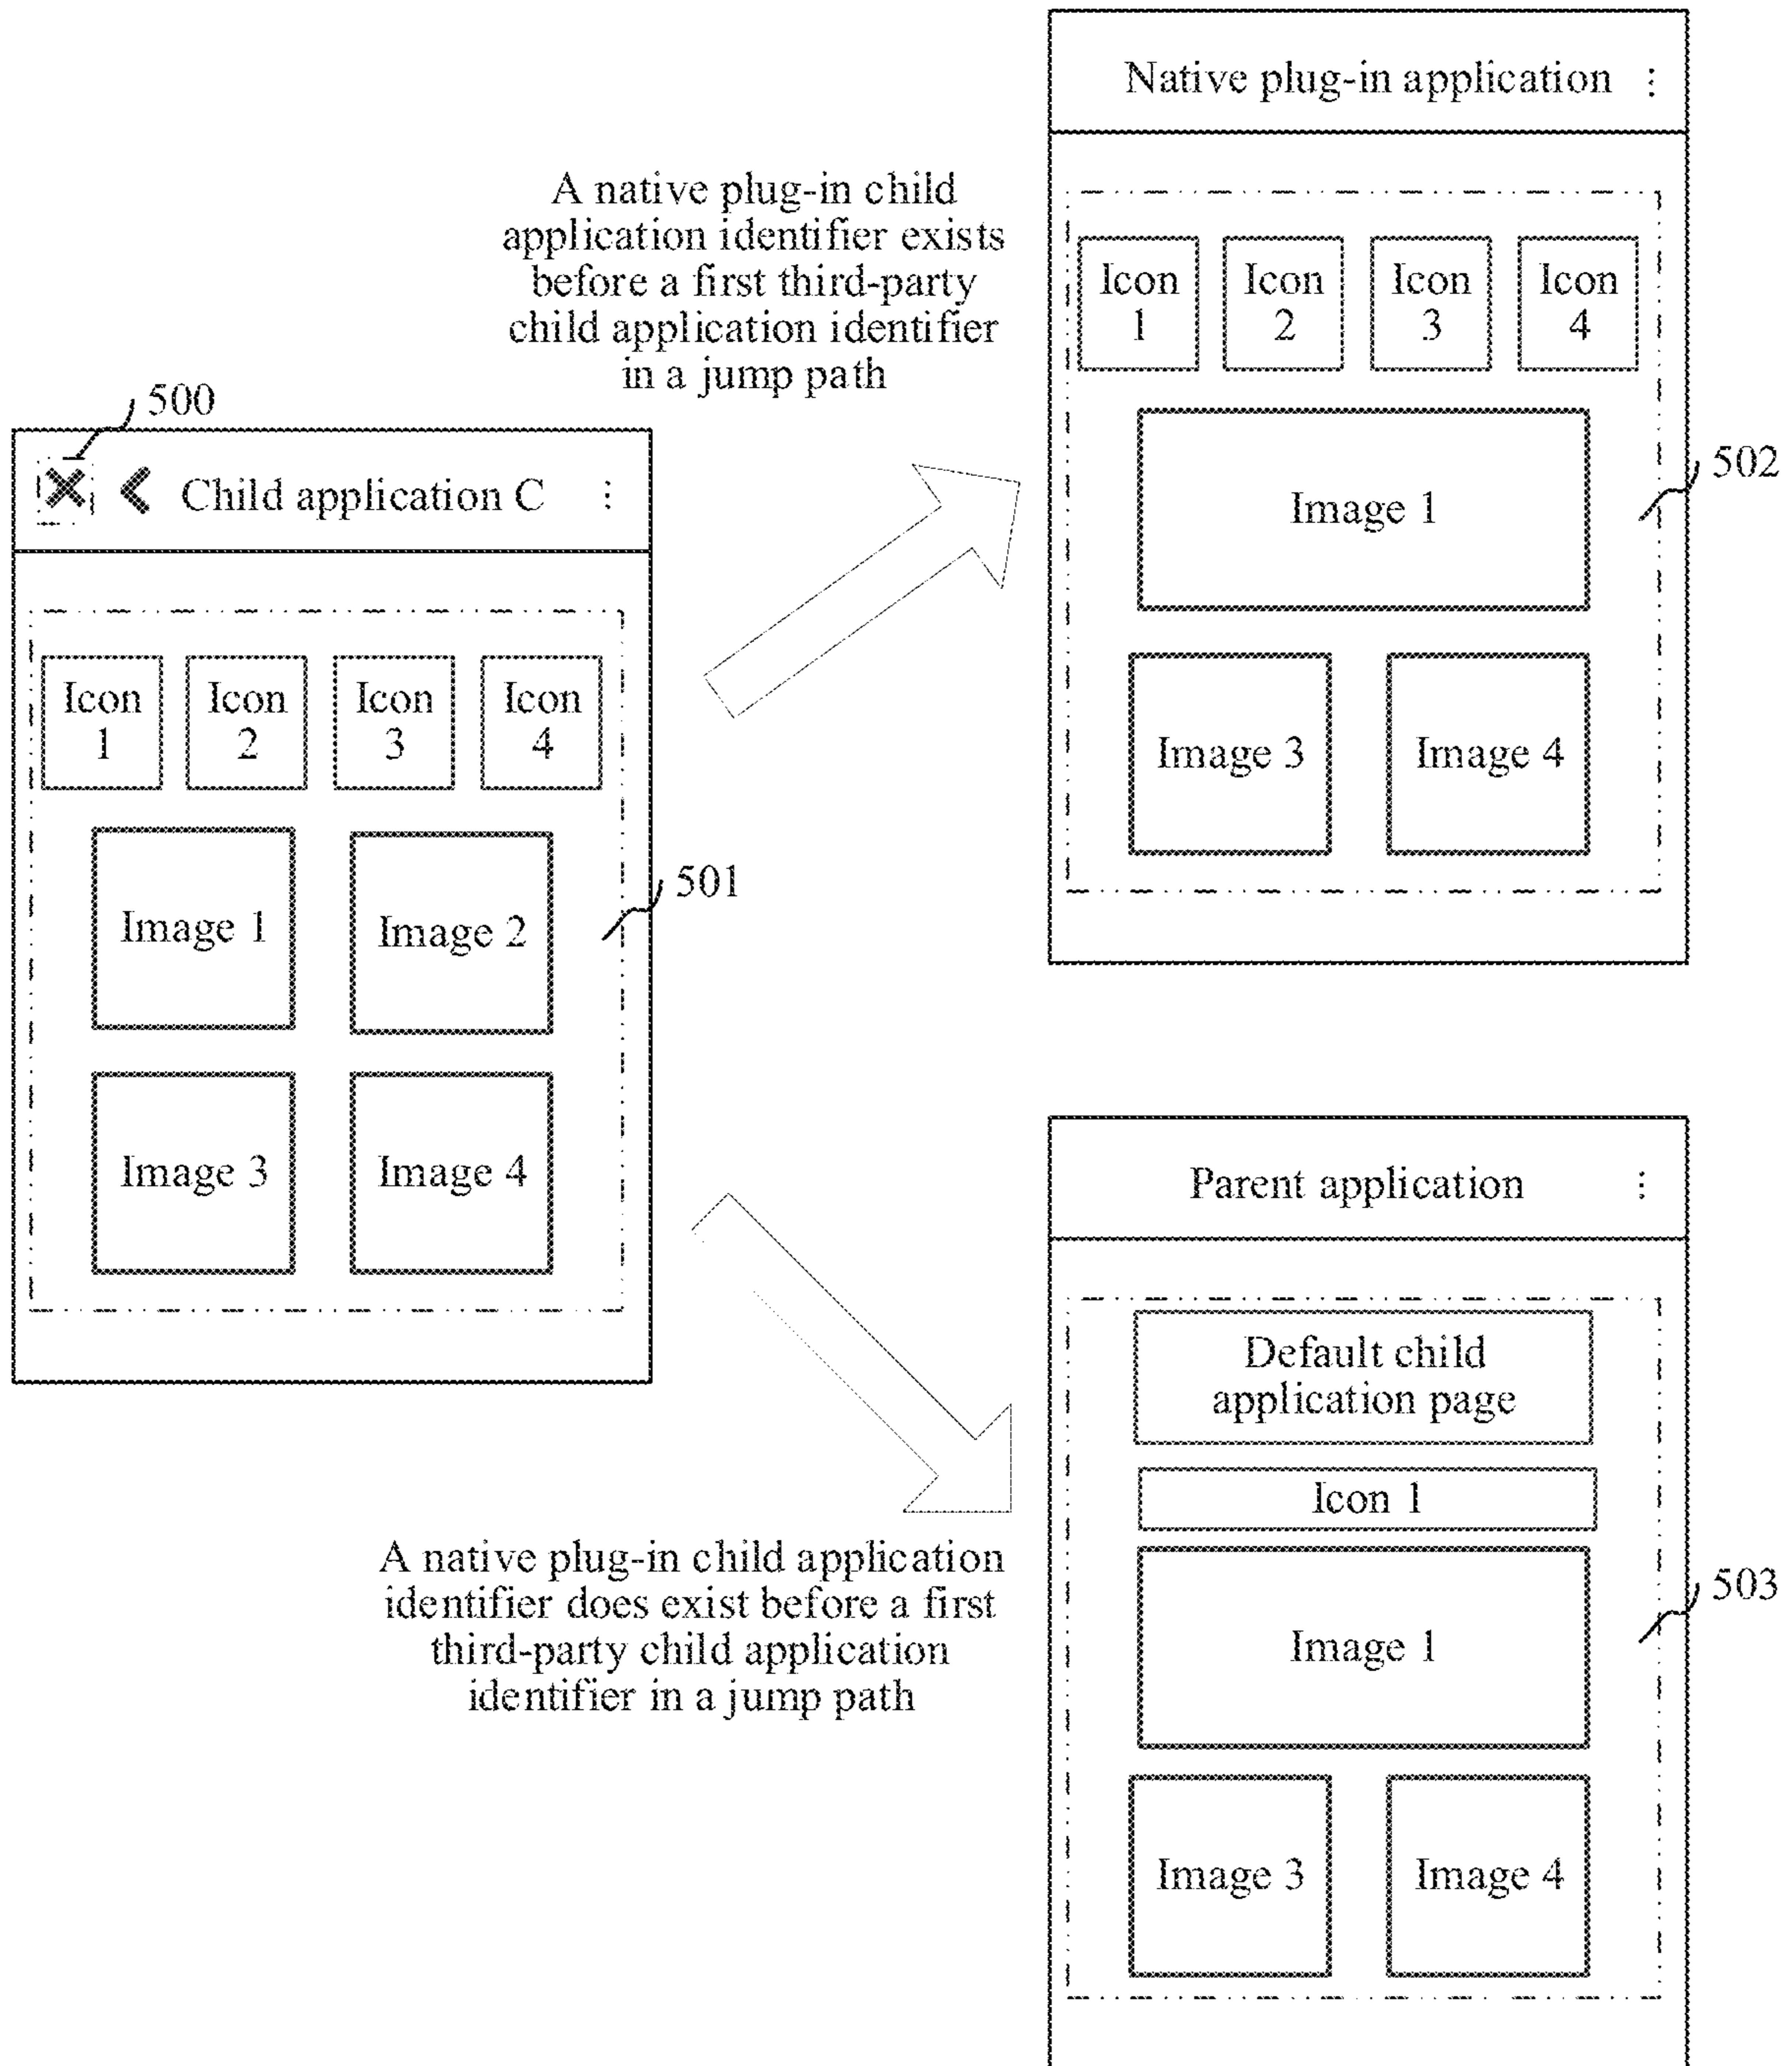 Native plug-in application
A native plug-in child
application identifier exists
before a first third-party
child application identifier
in a jump path
Icon
1
Icon
2
Icon
3
Icon
4
Image 1
502
Image 3
Image 4
500
Child application C
Icon
1
Icon
2
Icon
3
Icon
4
501
Image 1
Image 2
Image 3
Image 4
A native plug-in child application
identifier does exist before a first
third-party child application
identifier in a jump path
Parent application
Default child
application page
Icon 1
Image 1
503
Image 3
Image 4